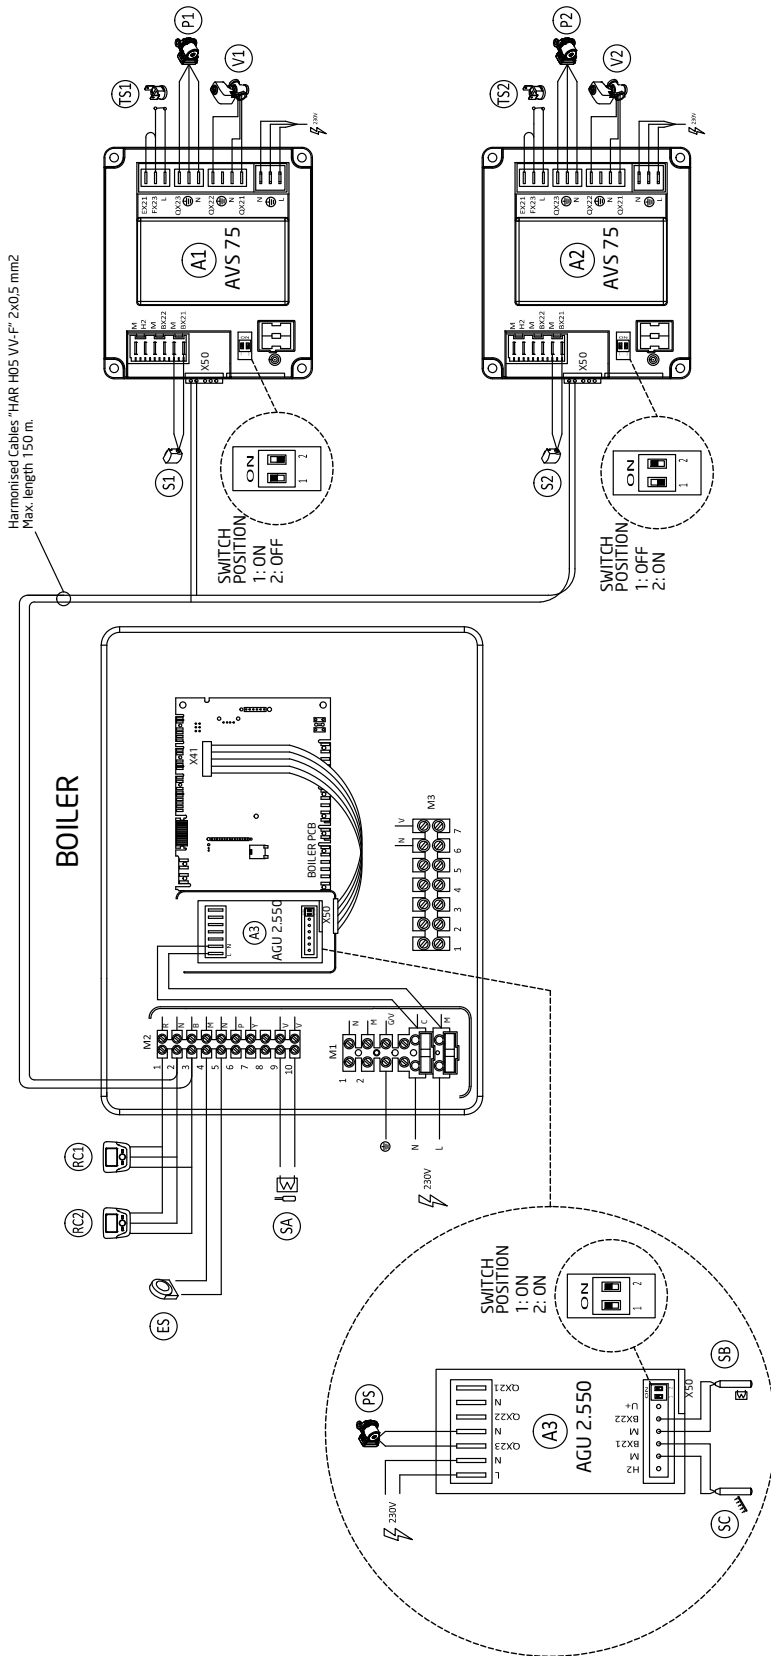 Harmonised Cables "HAR H05 VV-F" 2x0,5 mm2
Max. length 150 m.
TS1
P1
V1
EX21
FX23
L
QX23
N
QX22
N
QX21
N
L
230V
A1
AVS 75
M
H2
M
BX22
M
BX21
X50
ON
S1
SWITCH
POSITION
1: ON
2: OFF
ON
1 2
TS2
P2
V2
EX21
FX23
L
QX23
N
QX22
N
QX21
N
L
230V
A2
AVS 75
M
H2
M
BX22
M
BX21
X50
ON
S2
SWITCH
POSITION
1: OFF
2: ON
ON
1 2
BOILER
X41
BOILER PCB
A3
AGU 2.550
L N
X50
M2
1 R
2 N
3 B
4 M
5 N
6 P
7 Y
8
9 V
10 V
M1
1 N
2 M
G/V
C
M
N
L
230V
M3
N V
1 2 3 4 5 6 7
RC1
RC2
ES
SA
SWITCH
POSITION
1: ON
2: ON
ON
1 2
PS
QX21
N
QX22
N
QX23
N
L
230V
A3
AGU 2.550
ON
X50
U+
BX22
M
BX21
M
H2
SB
SC